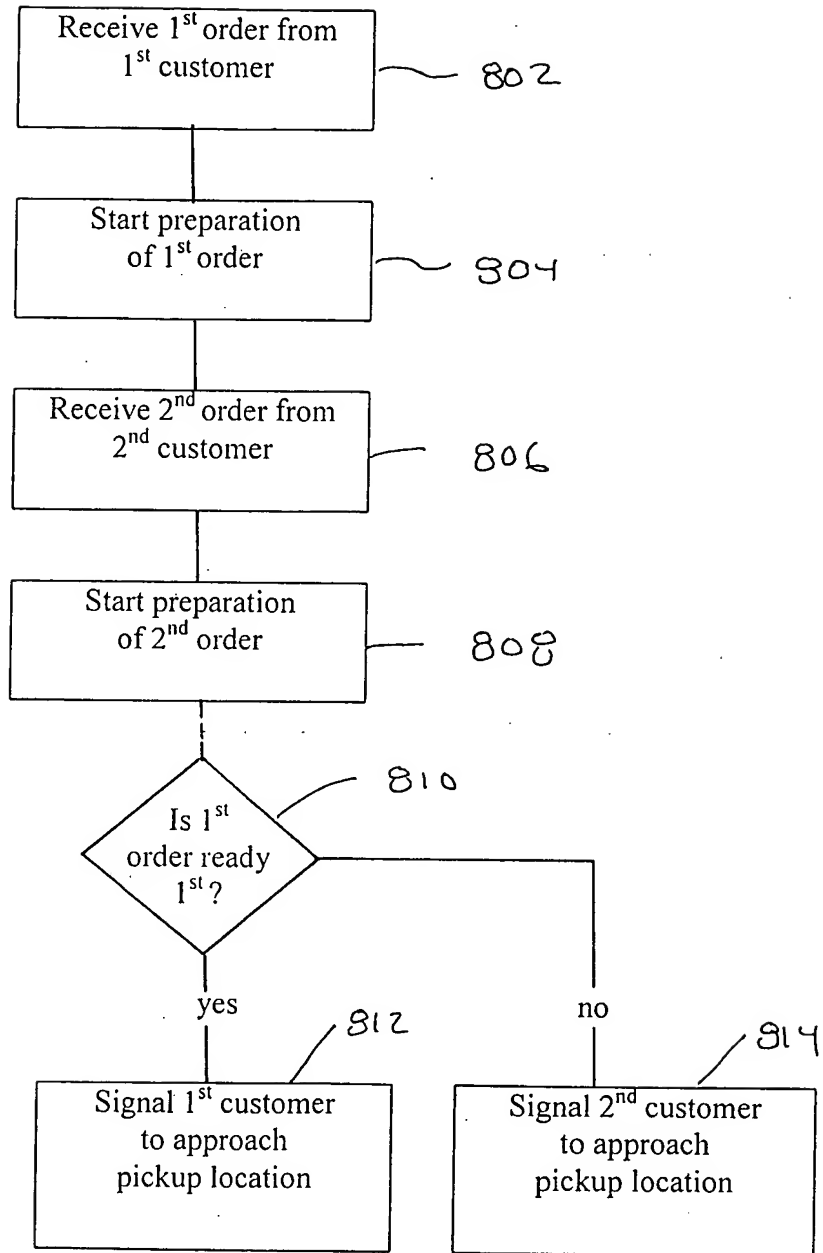 Receive 1st order from
1st customer
802
Start preparation
of 1st order
804
Receive 2nd order from
2nd customer
806
Start preparation
of 2nd order
808
810
Is 1st
order ready
1st ?
yes
no
812
814
Signal 1st customer
to approach
pickup location
Signal 2nd customer
to approach
pickup location